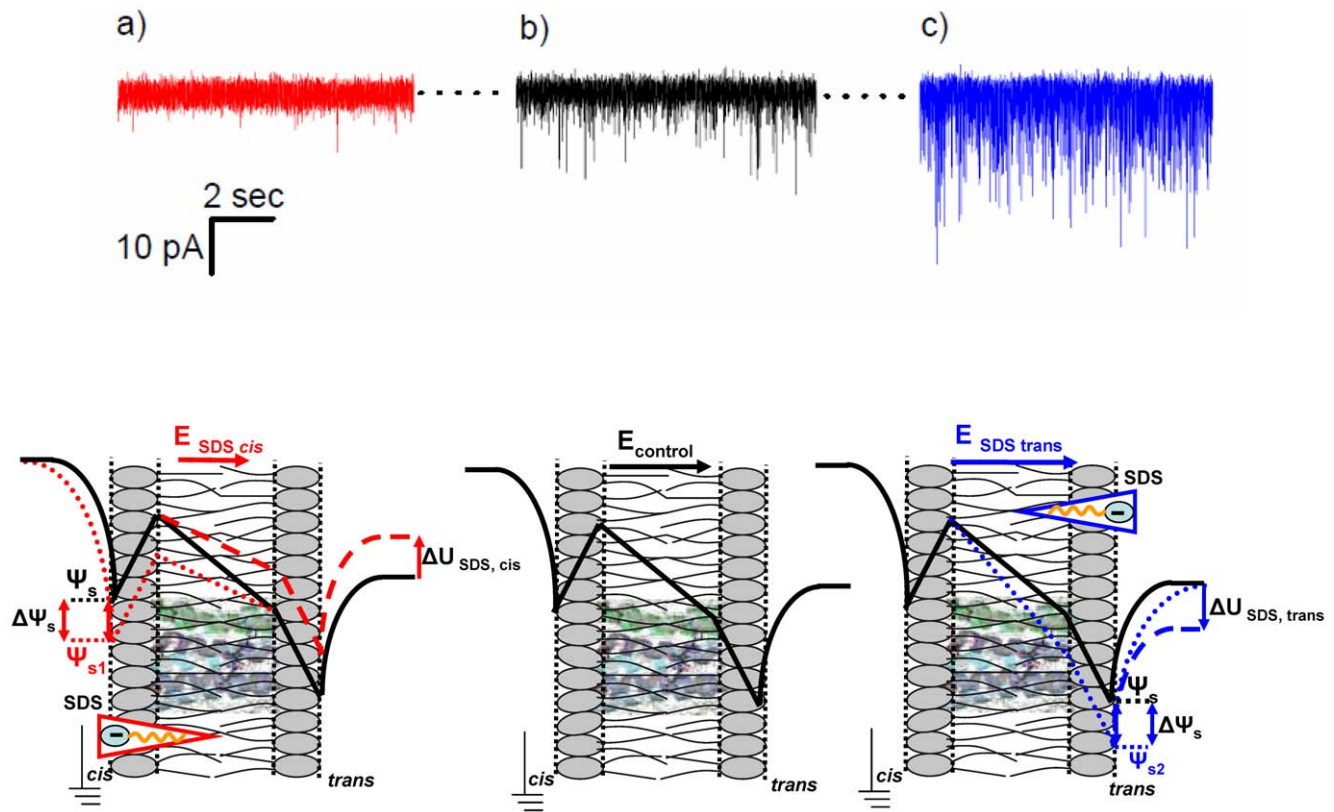 a)
b)
c)
2 sec
10 pA
E SDS cis
E control
E SDS trans
SDS
ΔU SDS, cis
Ψs
ΔΨs
Ψs1
SDS
cis
trans
cis
trans
ΔU SDS, trans
Ψs
ΔΨs
Ψs2
cis
trans